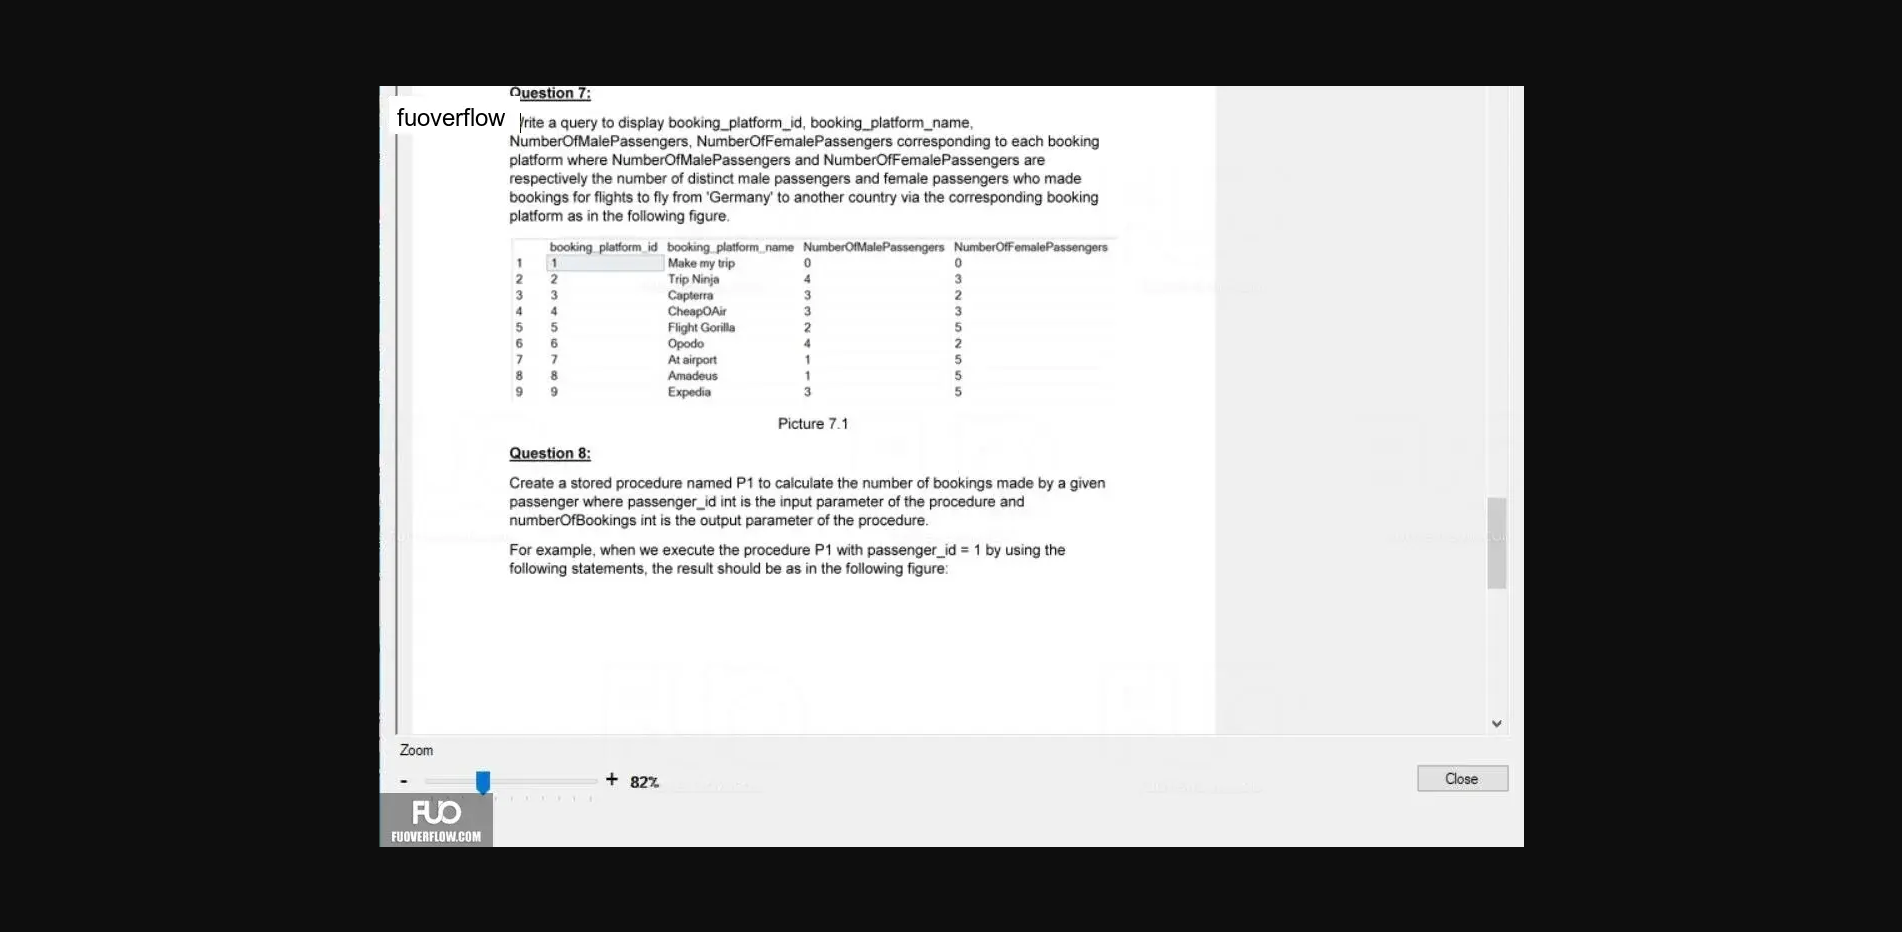 Question 7:
fuoverflow
rite a query to display booking_platform_id, booking_platform_name,
NumberOfMalePassengers, NumberOfFemalePassengers corresponding to each booking
platform where NumberOfMalePassengers and NumberOfFemalePassengers are
respectively the number of distinct male passengers and female passengers who made
bookings for flights to fly from 'Germany' to another country via the corresponding booking
platform as in the following figure.
booking_platform_id booking_platform_name NumberOfMalePassengers NumberOfFemalePassengers
1 1 Make my trip 0 0
2 2 Trip Ninja 4 3
3 3 Capterra 3 2
4 4 CheapOAir 3 3
5 5 Flight Gorilla 2 5
6 6 Opodo 4 2
7 7 At airport 1 5
8 8 Amadeus 1 5
9 9 Expedia 3 5
Picture 7.1
Question 8:
Create a stored procedure named P1 to calculate the number of bookings made by a given
passenger where passenger_id int is the input parameter of the procedure and
numberOfBookings int is the output parameter of the procedure.
For example, when we execute the procedure P1 with passenger_id = 1 by using the
following statements, the result should be as in the following figure:
Zoom
- + 82%
Close
FUO
FUOVERFLOW.COM